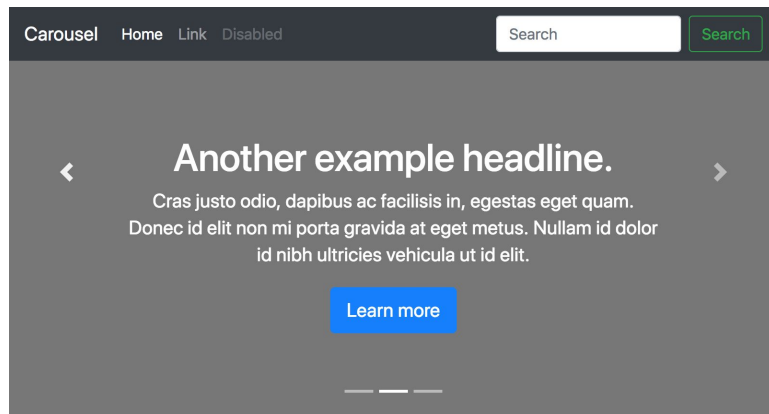 Carousel Home Link Disabled Search Search
Another example headline.
Cras justo odio, dapibus ac facilisis in, egestas eget quam.
Donec id elit non mi porta gravida at eget metus. Nullam id dolor
id nibh ultricies vehicula ut id elit.
Learn more